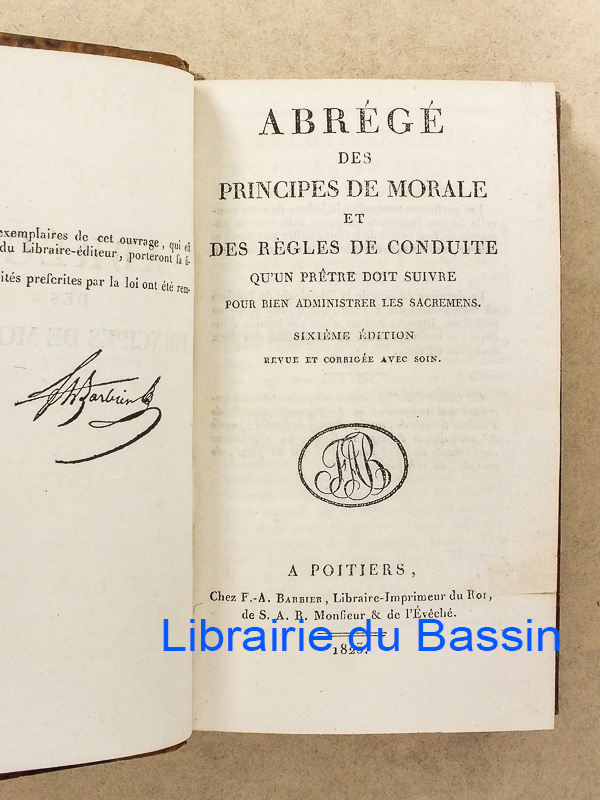 exemplaires de cet ouvrage, qui
du Libraire-éditeur, porteront sa si-
ités prescrites par la loi ont été rem-
ABRÉGÉ
DES
PRINCIPES DE MORALE
ET
DES RÈGLES DE CONDUITE
QU'UN PRÊTRE DOIT SUIVRE
POUR BIEN ADMINISTRER LES SACREMENS.
SIXIÈME ÉDITION
REVUE ET CORRIGÉE AVEC SOIN.
FAB
A POITIERS,
Chez F.-A. BARBIER, Libraire-Imprimeur du Roi,
de S. A. R. Monsieur & de l'Évêché.
Librairie du Bassin